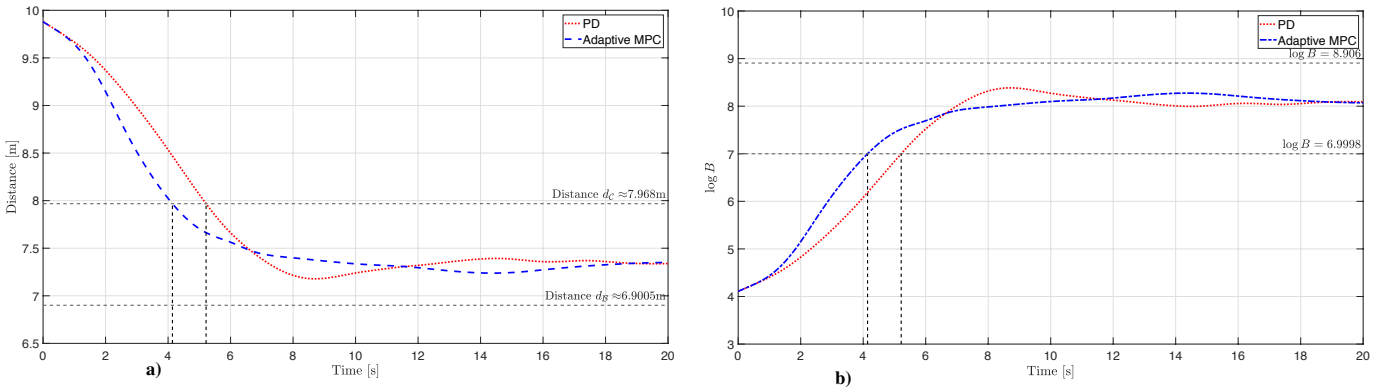 10
9.5
9
8.5
8
7.5
7
6.5
Distance [m]
PD
Adaptive MPC
Distance d_C ≈7.968m
Distance d_B ≈6.9005m
0 2 4 6 8 10 12 14 16 18 20
Time [s]
a)
10
9
8
7
6
5
4
3
log B
PD
Adaptive MPC
log B = 8.906
log B = 6.9998
0 2 4 6 8 10 12 14 16 18 20
Time [s]
b)